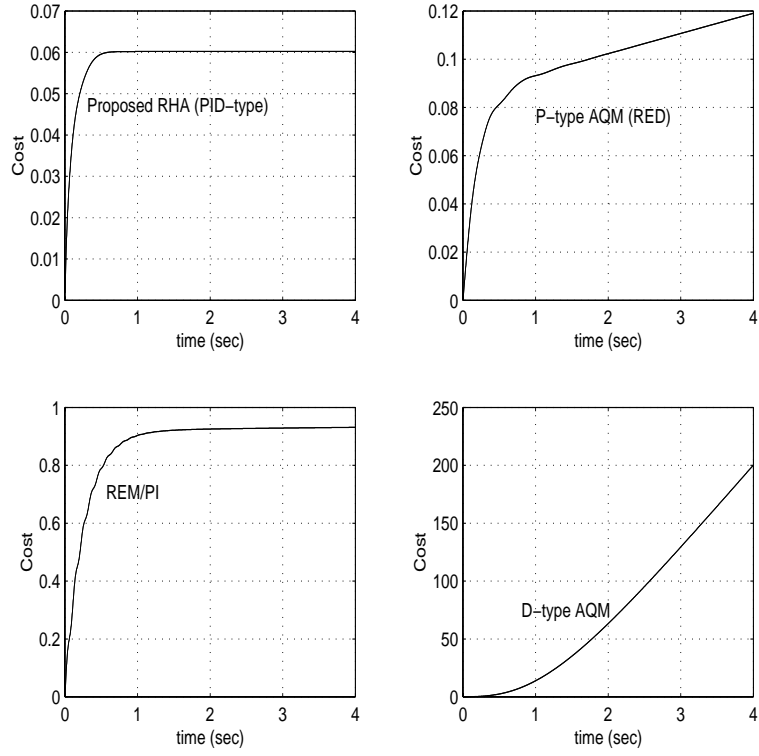 0.07
0.06
0.05
0.04
0.03
0.02
0.01
0
Cost
Proposed RHA (PID-type)
0 1 2 3 4
time (sec)
0.12
0.1
0.08
0.06
0.04
0.02
0
Cost
P-type AQM (RED)
0 1 2 3 4
time (sec)
1
0.8
0.6
0.4
0.2
0
Cost
REM/PI
0 1 2 3 4
time (sec)
250
200
150
100
50
0
Cost
D-type AQM
0 1 2 3 4
time (sec)